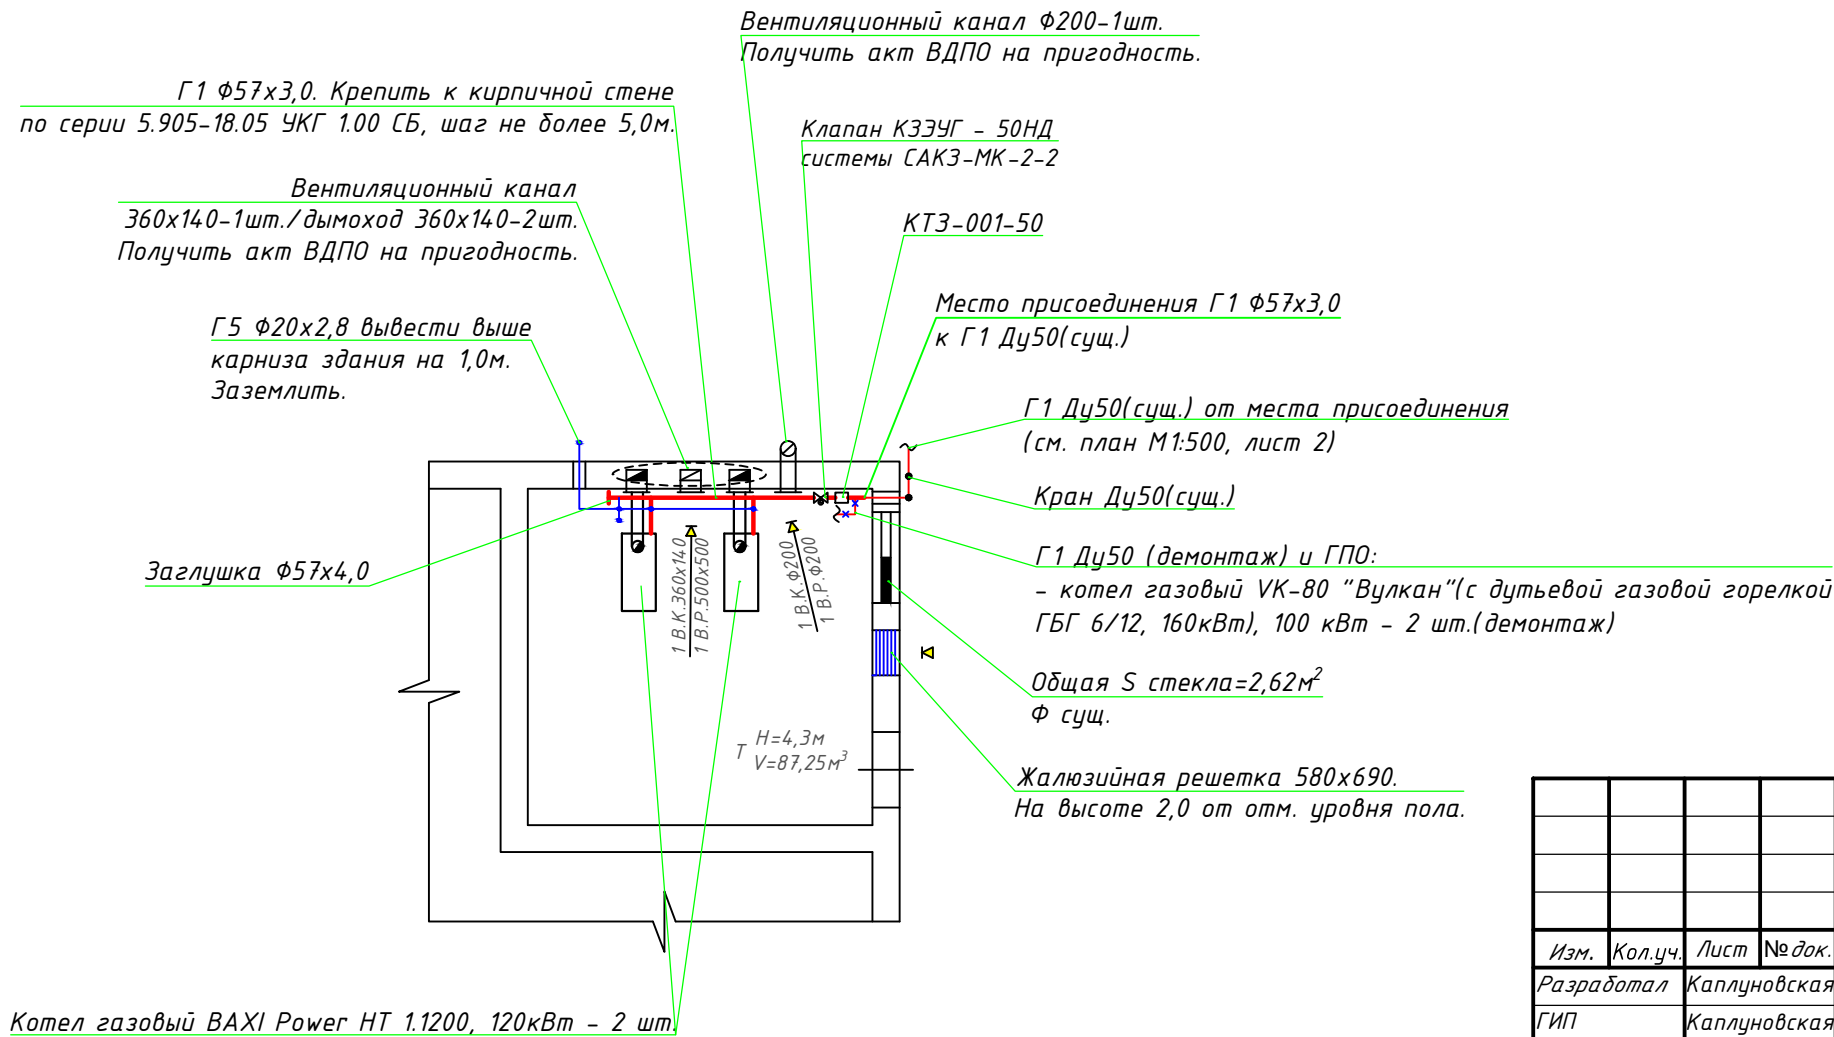 Вентиляционный канал Ф200-1шт.
Получить акт ВДПО на пригодность.
Г1 Ф57х3,0. Крепить к кирпичной стене
по серии 5.905-18.05 УКГ 1.00 СБ, шаг не более 5,0м.
Клапан КЗЭУГ - 50НД
системы САКЗ-МК-2-2
Вентиляционный канал
360х140-1шт./дымоход 360х140-2шт.
Получить акт ВДПО на пригодность.
КТЗ-001-50
Место присоединения Г1 Ф57х3,0
к Г1 Ду50(сущ.)
Г5 Ф20х2,8 вывести выше
карниза здания на 1,0м.
Заземлить.
Г1 Ду50(сущ.) от места присоединения
(см. план М1:500, лист 2)
Кран Ду50(сущ.)
Г1 Ду50 (демонтаж) и ГПО:
- котел газовый VK-80 "Вулкан"(с дутьевой газовой горелкой
ГБГ 6/12, 160кВт), 100 кВт - 2 шт.(демонтаж)
Заглушка Ф57х4,0
1 В.К.360х140
1 В.Р.500х500
1 В.К.Ф200
1 В.Р.Ф200
Общая S стекла=2,62м²
Ф сущ.
Т
Н=4,3м
V=87,25м³
Жалюзийная решетка 580х690.
На высоте 2,0 от отм. уровня пола.
Котел газовый BAXI Power HT 1.1200, 120кВт - 2 шт.
Изм. Кол.уч. Лист № док.
Разработал Каплуновская
ГИП Каплуновская